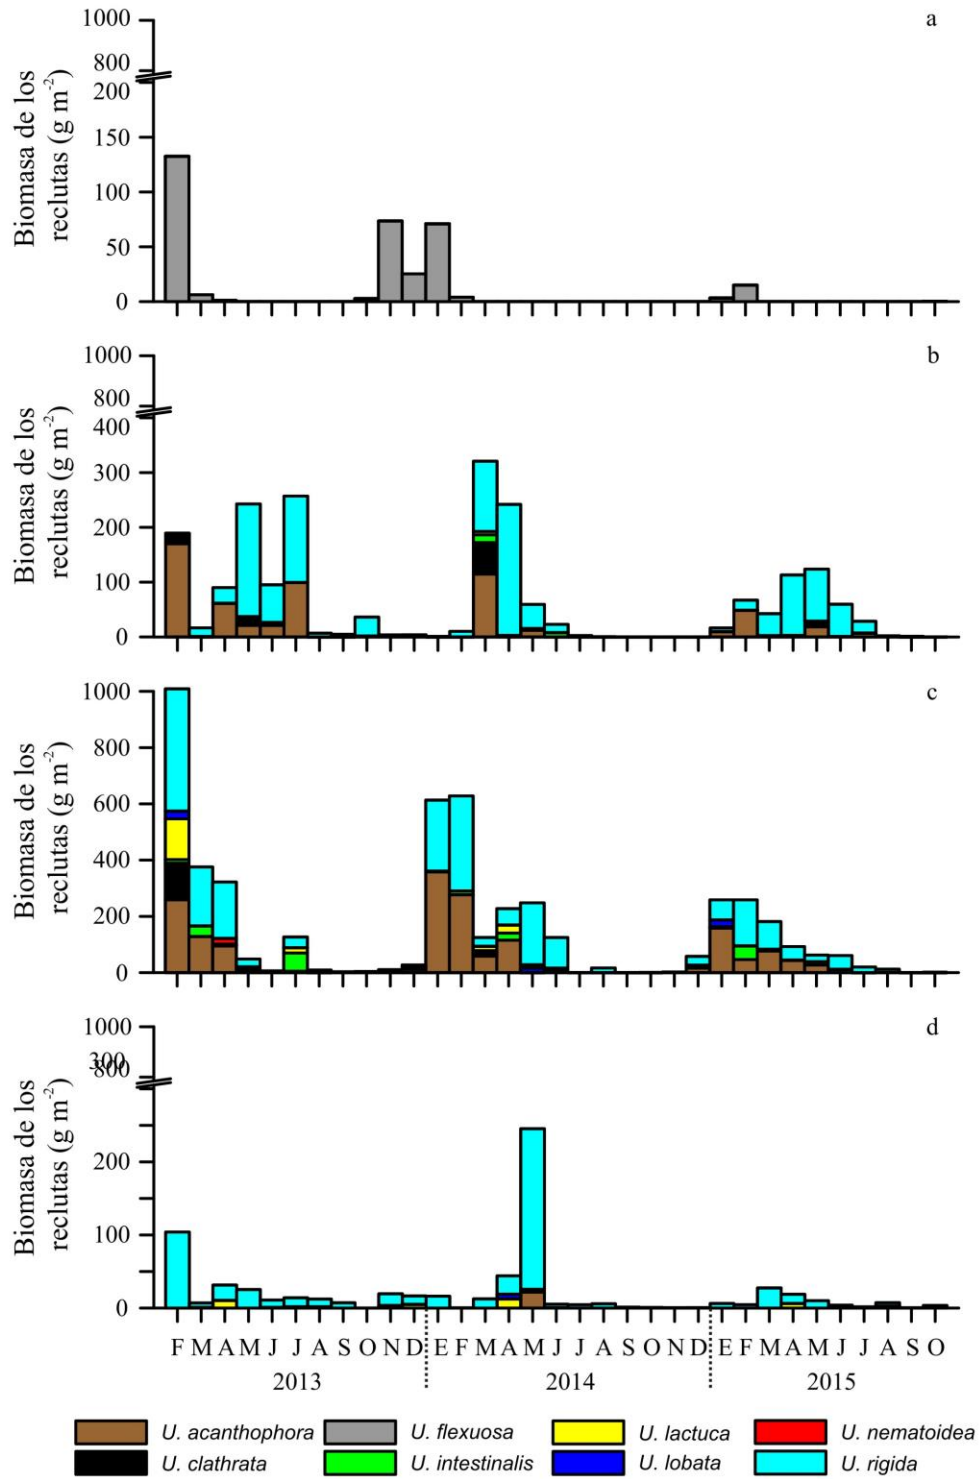 a
1000
800
200
150
100
50
0
Biomasa de los
reclutas (g m-2)
b
1000
800
400
300
200
100
0
Biomasa de los
reclutas (g m-2)
c
1000
800
600
400
200
0
Biomasa de los
reclutas (g m-2)
d
1000
300
800
200
100
0
Biomasa de los
reclutas (g m-2)
F M A M J J A S O N D E F M A M J J A S O N D E F M A M J J A S O
2013 2014 2015
U. acanthophora U. flexuosa U. lactuca U. nematoidea
U. clathrata U. intestinalis U. lobata U. rigida